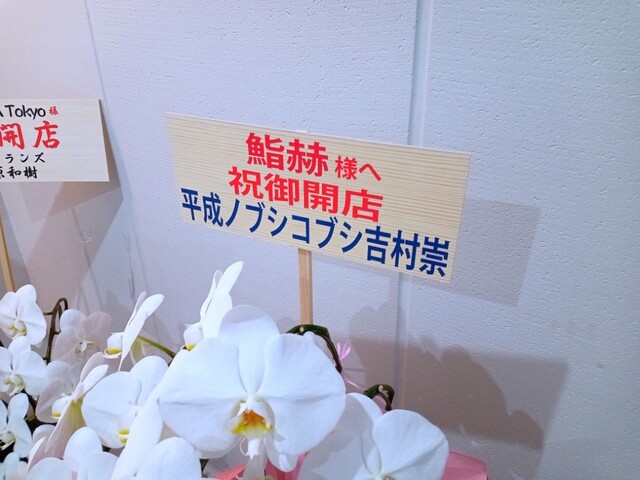 Tokyo 様
開店
ランズ
和樹
鮨赫 様へ
祝御開店
平成ノブシコブシ吉村崇